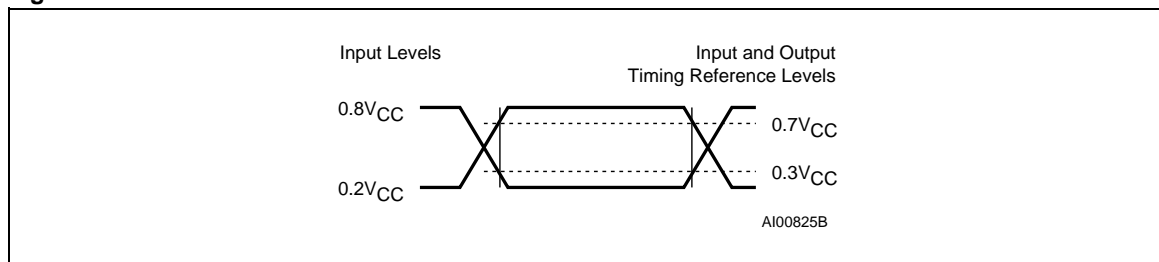 Input Levels
Input and Output
Timing Reference Levels
0.8VCC
0.7VCC
0.3VCC
0.2VCC
AI00825B